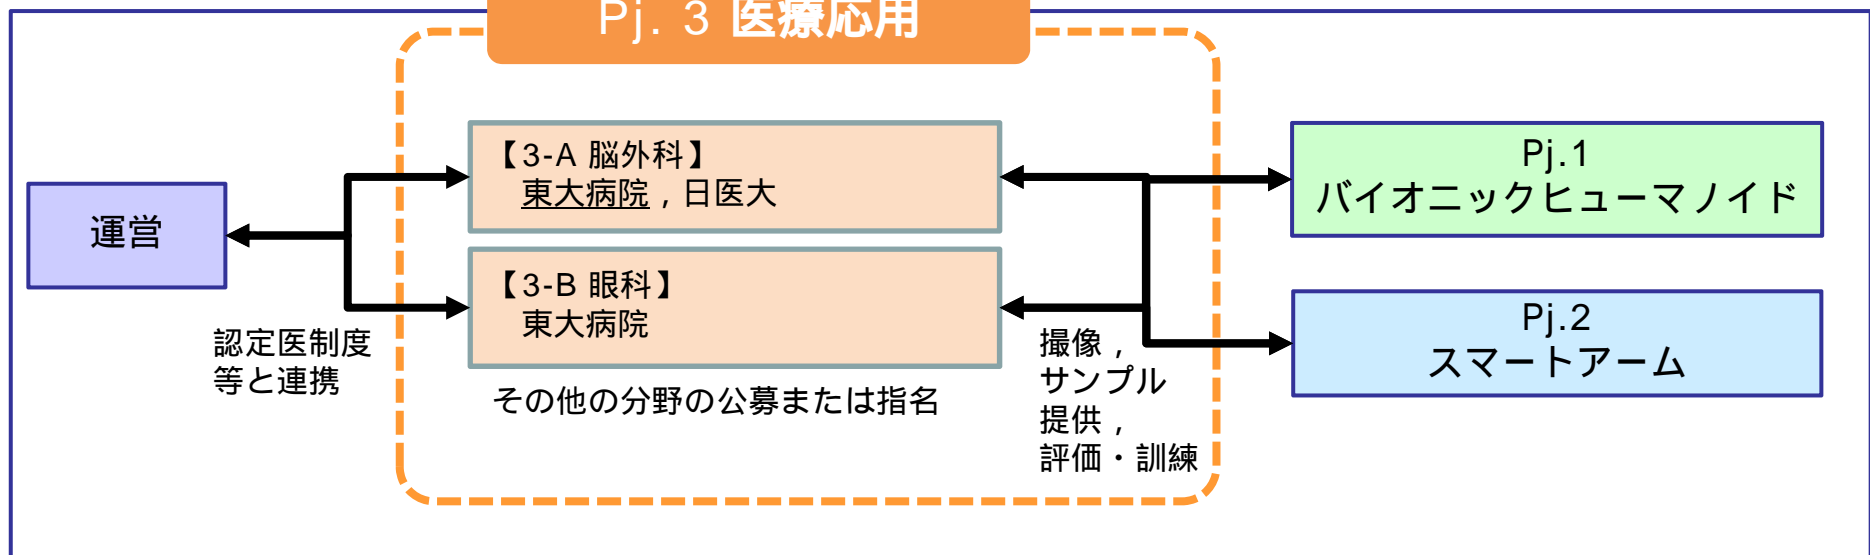 Pj. 3 医療応用
【3-A 脳外科】
東大病院，日医大
運営
【3-B 眼科】
東大病院
認定医制度
等と連携
その他の分野の公募または指名
撮像，
サンプル
提供，
評価・訓練
Pj.1
バイオニックヒューマノイド
Pj.2
スマートアーム